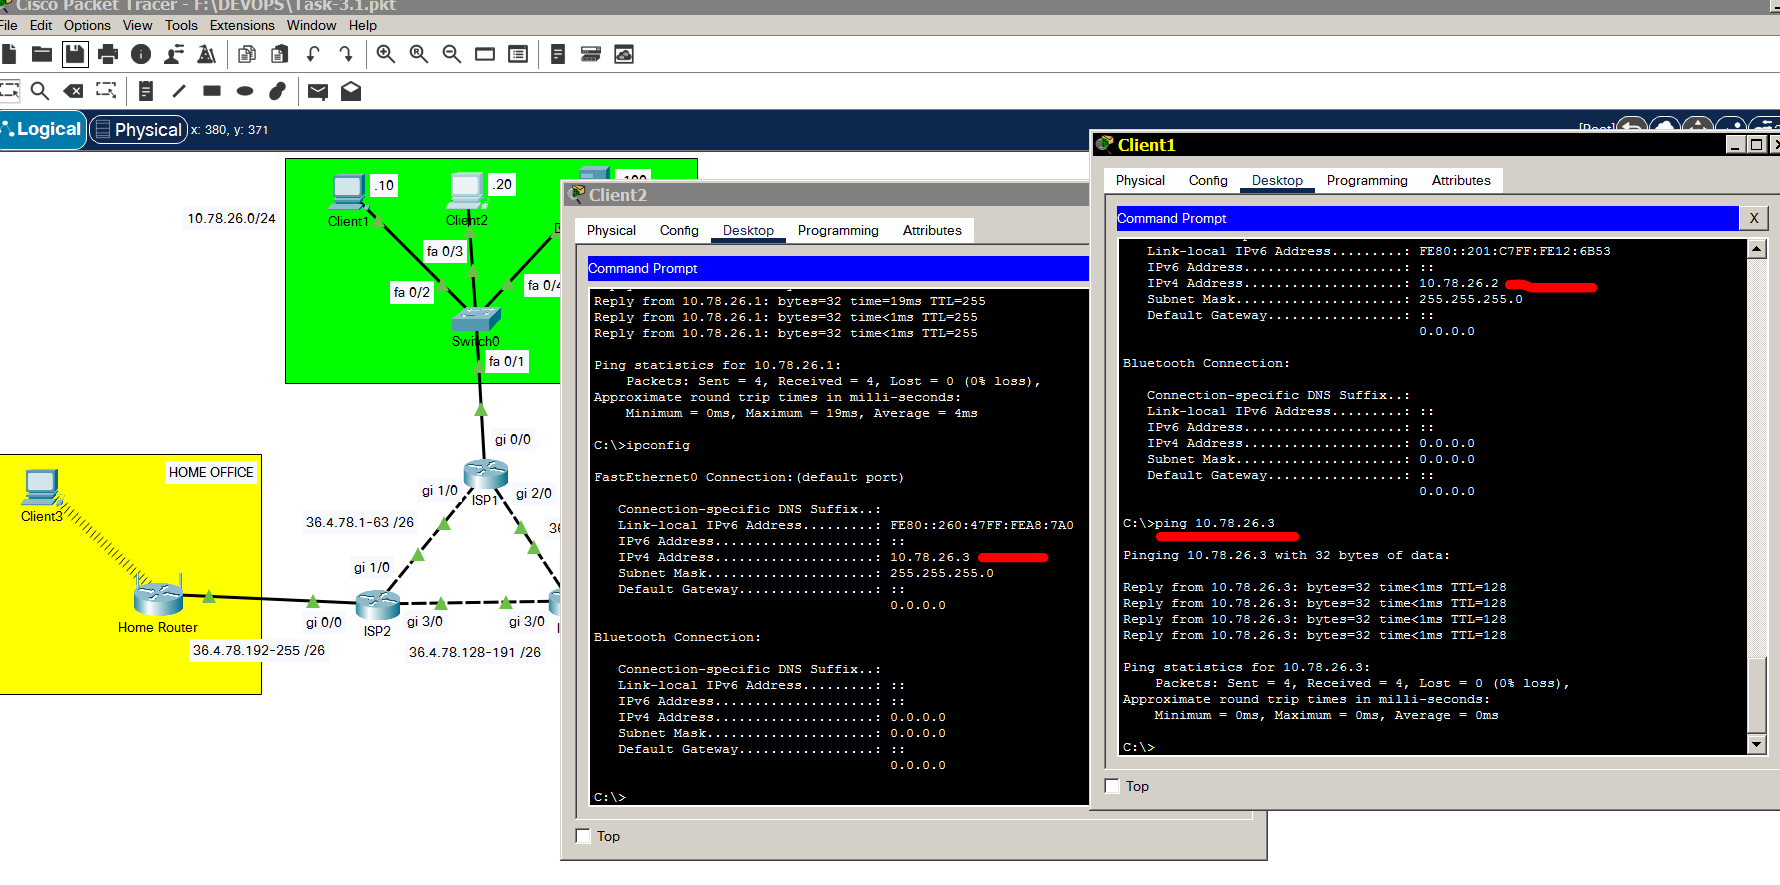 Cisco Packet Tracer - F:\DEVOPS\Task-3.1.pkt
File Edit Options View Tools Extensions Window Help
Logical Physical x: 380, y: 371
[Root]
10.78.26.0/24
.10
.20
Client1
Client2
fa 0/3
fa 0/2
fa 0/4
Switch0
fa 0/1
gi 0/0
HOME OFFICE
Client3
gi 1/0
gi 2/0
ISP1
36.4.78.1-63 /26
gi 1/0
Home Router
gi 0/0
ISP2
gi 3/0
gi 3/0
36.4.78.192-255 /26
36.4.78.128-191 /26
Client2
Physical Config Desktop Programming Attributes
Command Prompt
Reply from 10.78.26.1: bytes=32 time=19ms TTL=255
Reply from 10.78.26.1: bytes=32 time<1ms TTL=255
Reply from 10.78.26.1: bytes=32 time<1ms TTL=255
Ping statistics for 10.78.26.1:
Packets: Sent = 4, Received = 4, Lost = 0 (0% loss),
Approximate round trip times in milli-seconds:
Minimum = 0ms, Maximum = 19ms, Average = 4ms
C:\>ipconfig
FastEthernet0 Connection:(default port)
Connection-specific DNS Suffix..:
Link-local IPv6 Address.........: FE80::260:47FF:FEA8:7A0
IPv6 Address....................: ::
IPv4 Address....................: 10.78.26.3
Subnet Mask.....................: 255.255.255.0
Default Gateway.................: ::
0.0.0.0
Bluetooth Connection:
Connection-specific DNS Suffix..:
Link-local IPv6 Address.........: ::
IPv6 Address....................: ::
IPv4 Address....................: 0.0.0.0
Subnet Mask.....................: 0.0.0.0
Default Gateway.................: ::
0.0.0.0
C:\>
Top
Client1
Physical Config Desktop Programming Attributes
Command Prompt X
Link-local IPv6 Address.........: FE80::201:C7FF:FE12:6B53
IPv6 Address....................: ::
IPv4 Address....................: 10.78.26.2
Subnet Mask.....................: 255.255.255.0
Default Gateway.................: ::
0.0.0.0
Bluetooth Connection:
Connection-specific DNS Suffix..:
Link-local IPv6 Address.........: ::
IPv6 Address....................: ::
IPv4 Address....................: 0.0.0.0
Subnet Mask.....................: 0.0.0.0
Default Gateway.................: ::
0.0.0.0
C:\>ping 10.78.26.3
Pinging 10.78.26.3 with 32 bytes of data:
Reply from 10.78.26.3: bytes=32 time<1ms TTL=128
Reply from 10.78.26.3: bytes=32 time<1ms TTL=128
Reply from 10.78.26.3: bytes=32 time<1ms TTL=128
Reply from 10.78.26.3: bytes=32 time<1ms TTL=128
Ping statistics for 10.78.26.3:
Packets: Sent = 4, Received = 4, Lost = 0 (0% loss),
Approximate round trip times in milli-seconds:
Minimum = 0ms, Maximum = 0ms, Average = 0ms
C:\>
Top